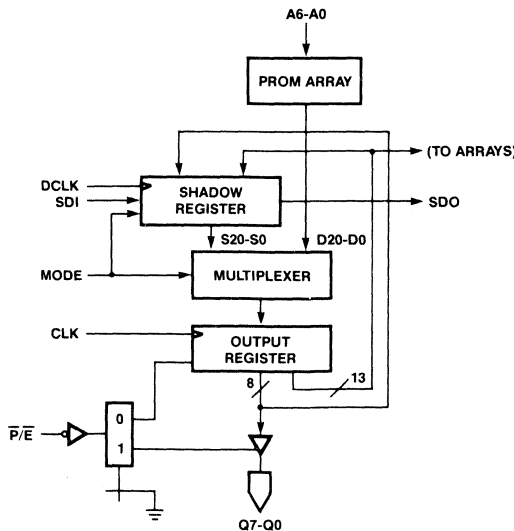 A6-A0
PROM ARRAY
(TO ARRAYS)
DCLK
SDI
SHADOW
REGISTER
SDO
S20-S0
D20-D0
MODE
MULTIPLEXER
CLK
OUTPUT
REGISTER
8
13
P/E
0
1
Q7-Q0